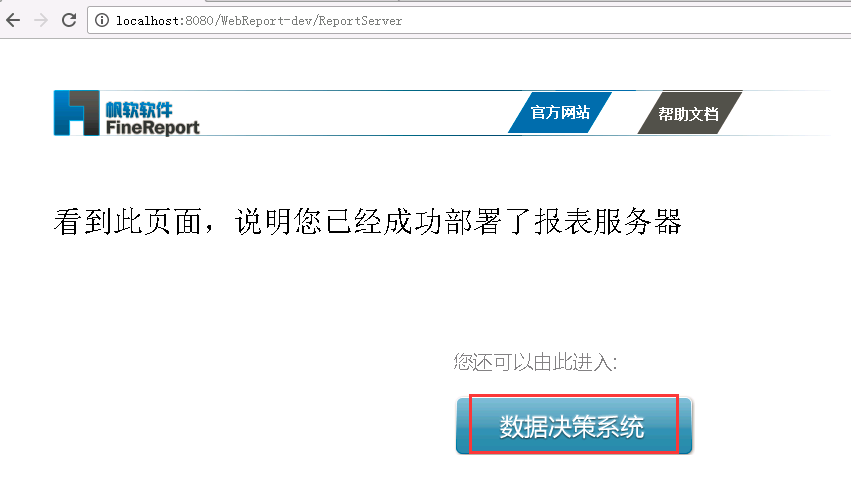 localhost:8080/WebReport-dev/ReportServer
帆软软件
FineReport
官方网站
帮助文档
看到此页面，说明您已经成功部署了报表服务器
您还可以由此进入:
数据决策系统